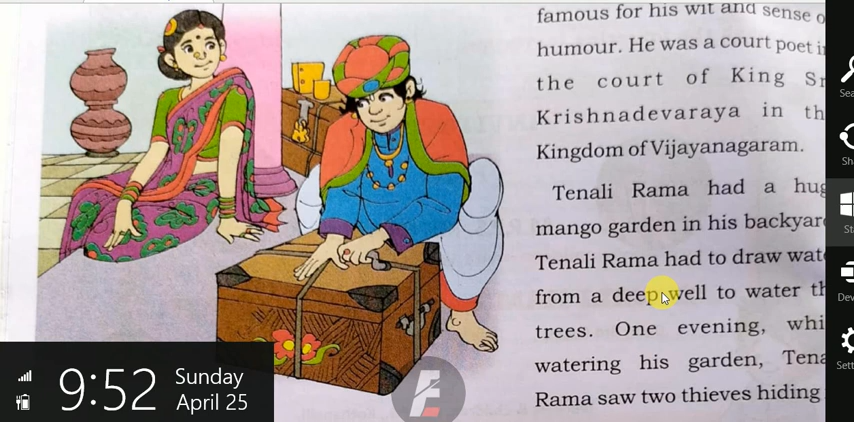 famous for his wit and sense
humour. He was a court poet
the court of King
Krishnadevaraya in
Kingdom of Vijayanagaram.
Tenali Rama had a
mango garden in his backyard
Tenali Rama had to draw
from a deep well to water
trees. One evening,
watering his garden,
Rama saw two thieves hiding
9:52
Sunday
April 25